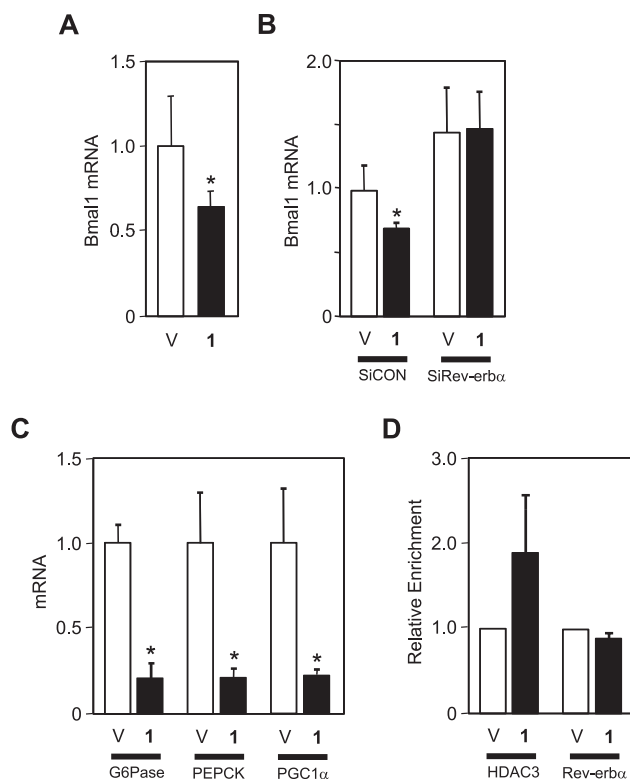 A
1.5
1.0
0.5
0
Bmal1 mRNA
*
V 1
B
2.0
1.0
0
Bmal1 mRNA
*
V 1 V 1
SiCON SiRev-erbα
C
1.5
1.0
0.5
0
mRNA
* * *
V 1 V 1 V 1
G6Pase PEPCK PGC1α
D
3.0
2.0
1.0
0
Relative Enrichment
V 1 V 1
HDAC3 Rev-erbα